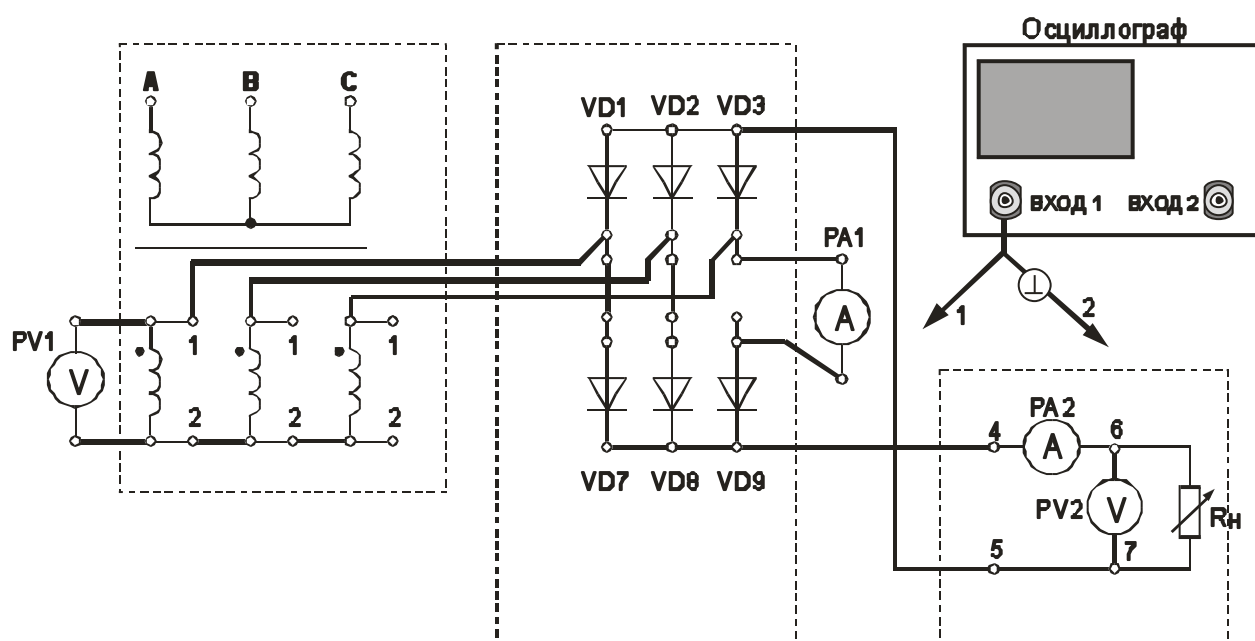 Осциллограф
A B C
VD1 VD2 VD3
ВХОД 1 ВХОД 2
PA1
A
1 2
PV1
V
1 1 1
2 2 2
VD7 VD8 VD9
PA2
A
4 6
PV2
V
Rн
5 7